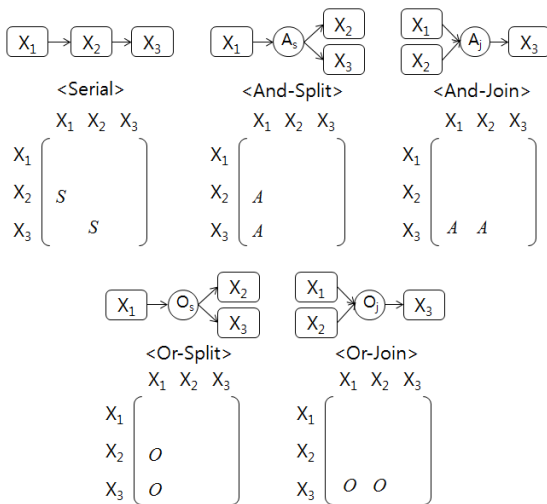 X₁ X₂ X₃
<Serial>
X₁ X₂ X₃
X₁
X₂ S
X₃ S
X₁ Aₛ X₂ X₃
<And-Split>
X₁ X₂ X₃
X₁
X₂ A
X₃ A
X₁ X₂ Aⱼ X₃
<And-Join>
X₁ X₂ X₃
X₁
X₂
X₃ A A
X₁ Oₛ X₂ X₃
<Or-Split>
X₁ X₂ X₃
X₁
X₂ O
X₃ O
X₁ X₂ Oⱼ X₃
<Or-Join>
X₁ X₂ X₃
X₁
X₂
X₃ O O